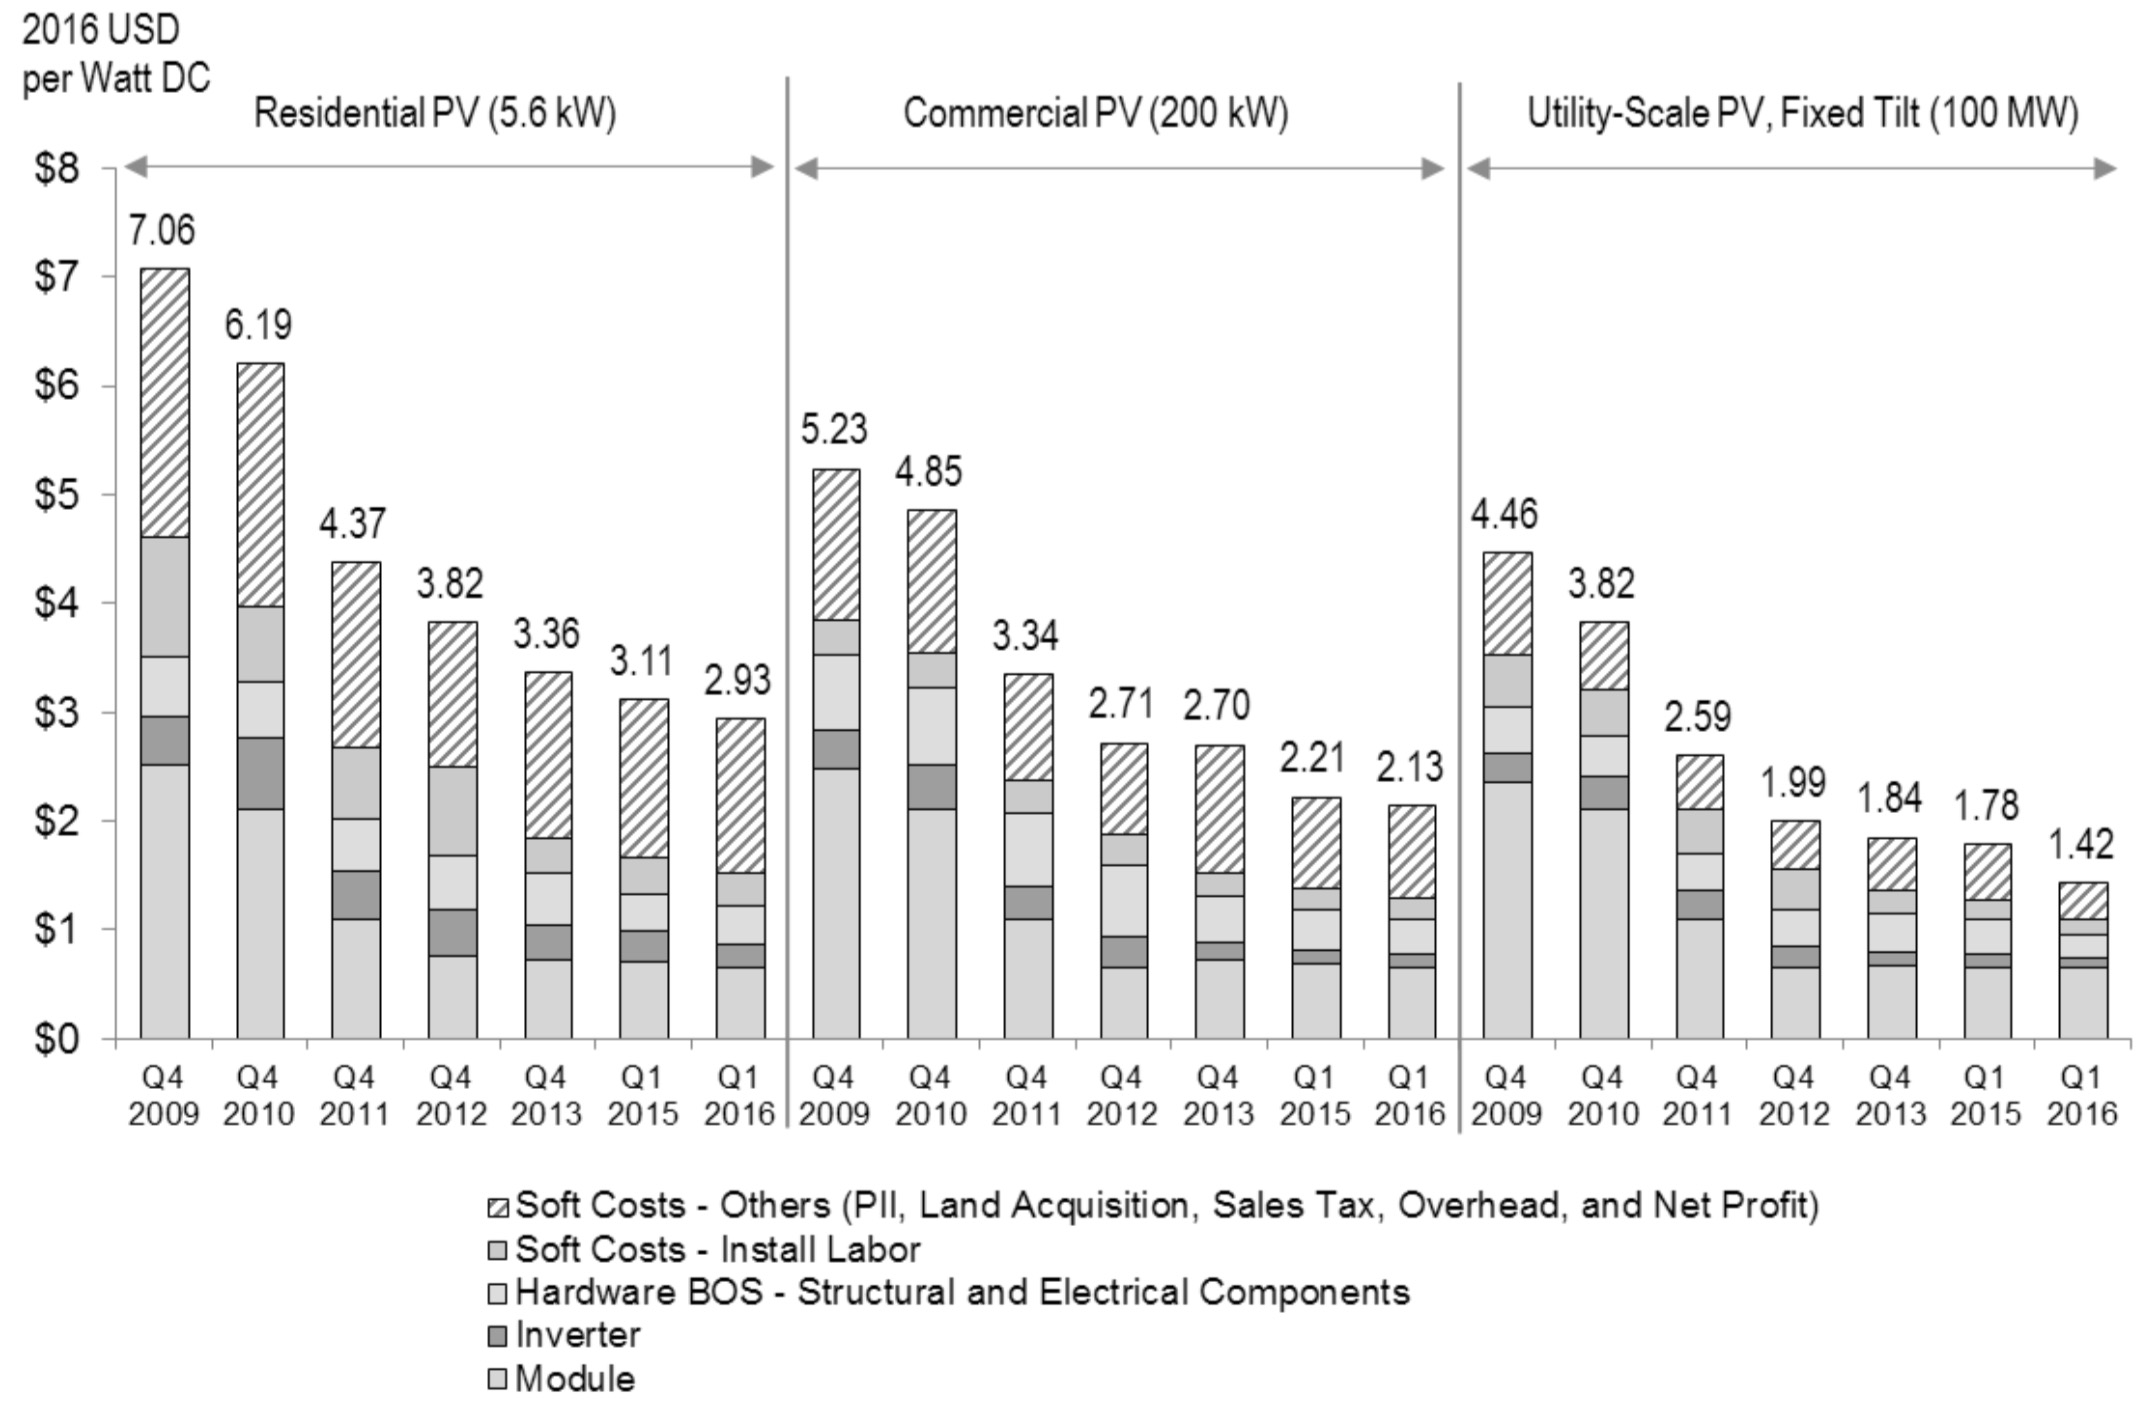 2016 USD
per Watt DC
Residential PV (5.6 kW)
Commercial PV (200 kW)
Utility-Scale PV, Fixed Tilt (100 MW)
$8
$7
$6
$5
$4
$3
$2
$1
$0
7.06
6.19
4.37
3.82
3.36
3.11
2.93
5.23
4.85
3.34
2.71
2.70
2.21
2.13
4.46
3.82
2.59
1.99
1.84
1.78
1.42
Q4 Q4 Q4 Q4 Q4 Q1 Q1 Q4 Q4 Q4 Q4 Q4 Q1 Q1 Q4 Q4 Q4 Q4 Q4 Q1 Q1
2009 2010 2011 2012 2013 2015 2016 2009 2010 2011 2012 2013 2015 2016 2009 2010 2011 2012 2013 2015 2016
Soft Costs - Others (PII, Land Acquisition, Sales Tax, Overhead, and Net Profit)
Soft Costs - Install Labor
Hardware BOS - Structural and Electrical Components
Inverter
Module